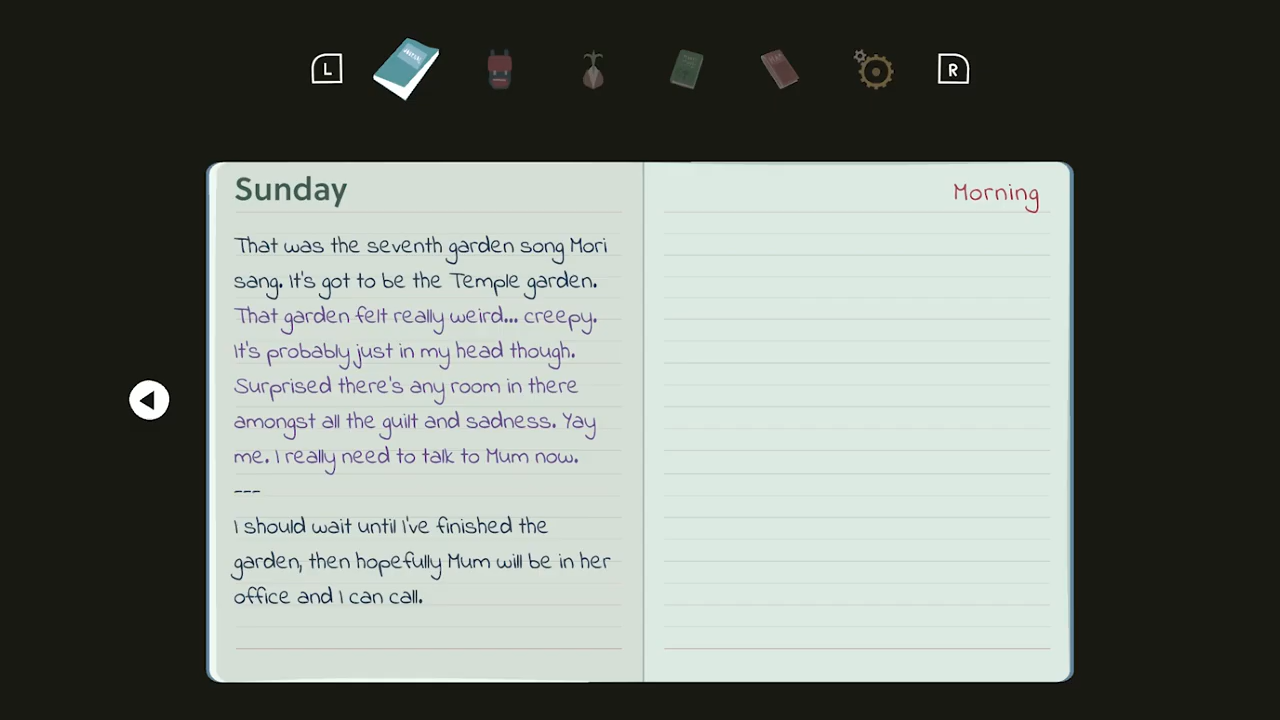 L
R
Sunday
Morning
That was the seventh garden song Mori
sang. It's got to be the Temple garden.
That garden felt really weird... creepy.
It's probably just in my head though.
Surprised there's any room in there
amongst all the guilt and sadness. Yay
me. I really need to talk to Mum now.
---
I should wait until I've finished the
garden, then hopefully Mum will be in her
office and I can call.